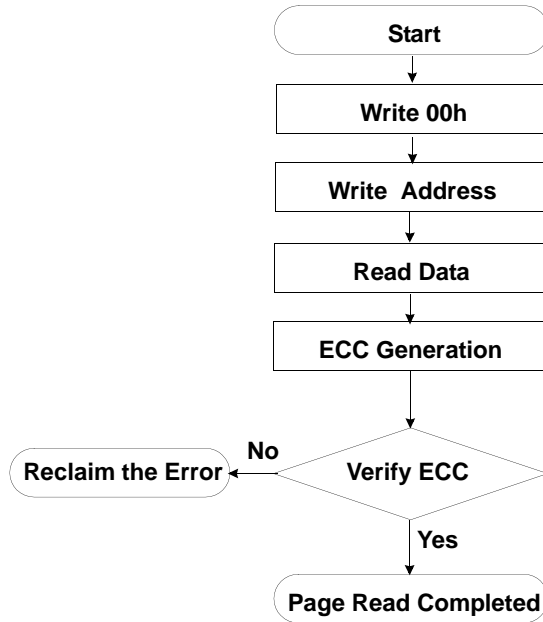 Start
Write 00h
Write Address
Read Data
ECC Generation
No
Reclaim the Error
Verify ECC
Yes
Page Read Completed